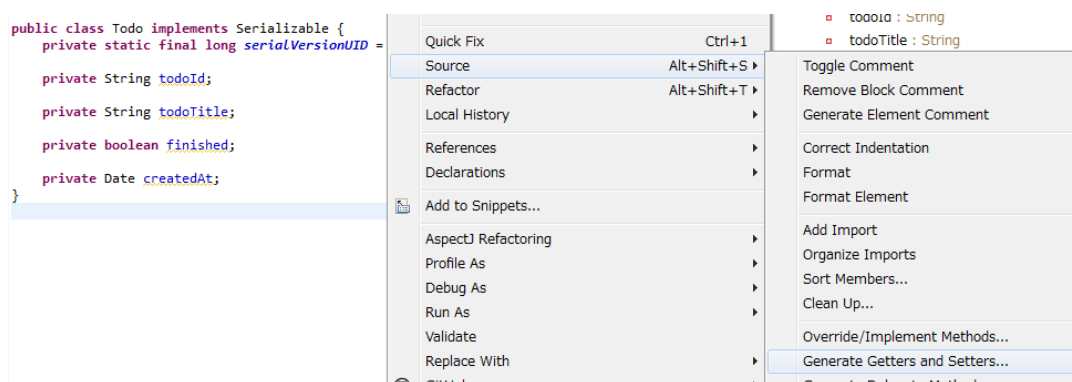 public class Todo implements Serializable {
private static final long serialVersionUID =
private String todoId;
private String todoTitle;
private boolean finished;
private Date createdAt;
}
Quick Fix Ctrl+1
Source Alt+Shift+S
Refactor Alt+Shift+T
Local History
References
Declarations
Add to Snippets...
AspectJ Refactoring
Profile As
Debug As
Run As
Validate
Replace With
todoId : String
todoTitle : String
Toggle Comment
Remove Block Comment
Generate Element Comment
Correct Indentation
Format
Format Element
Add Import
Organize Imports
Sort Members...
Clean Up...
Override/Implement Methods...
Generate Getters and Setters...